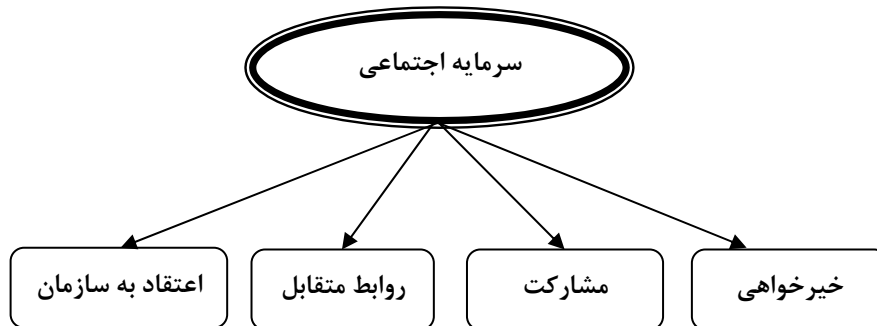 سرمایه اجتماعی
خیرخواهی
مشارکت
روابط متقابل
اعتقاد به سازمان